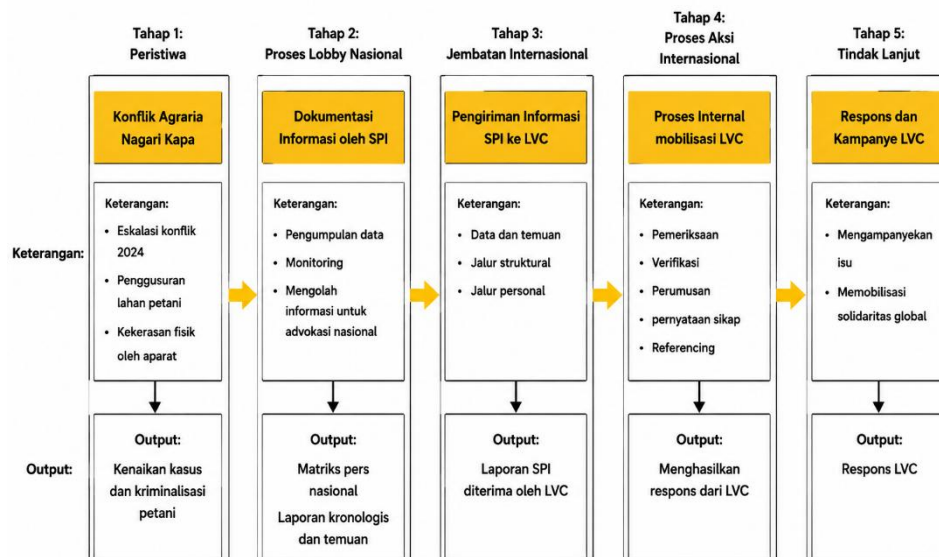 Tahap 1:
Peristiwa
Tahap 2:
Proses Lobby Nasional
Tahap 3:
Jembatan Internasional
Tahap 4:
Proses Aksi
Internasional
Tahap 5:
Tindak Lanjut
Konflik Agraria
Nagari Kapa
Dokumentasi
Informasi oleh SPI
Pengiriman Informasi
SPI ke LVC
Proses Internal
mobilisasi LVC
Respons dan
Kampanye LVC
Keterangan:
Keterangan:
• Eskalasi konflik
2024
• Penggusuran
lahan petani
• Kekerasan fisik
oleh aparat
Keterangan:
• Pengumpulan data
• Monitoring
• Mengolah
informasi untuk
advokasi nasional
Keterangan:
• Data dan temuan
• Jalur struktural
• Jalur personal
Keterangan:
• Pemeriksaan
• Verifikasi
• Perumusan
• pernyataan sikap
• Referencing
Keterangan:
• Mengampanyekan
isu
• Memobilisasi
solidaritas global
Output:
Output:
Kenaikan kasus
dan kriminalisasi
petani
Output:
Matriks pers
nasional
Laporan kronologis
dan temuan
Output:
Laporan SPI
diterima oleh LVC
Output:
Menghasilkan
respons dari LVC
Output:
Respons LVC